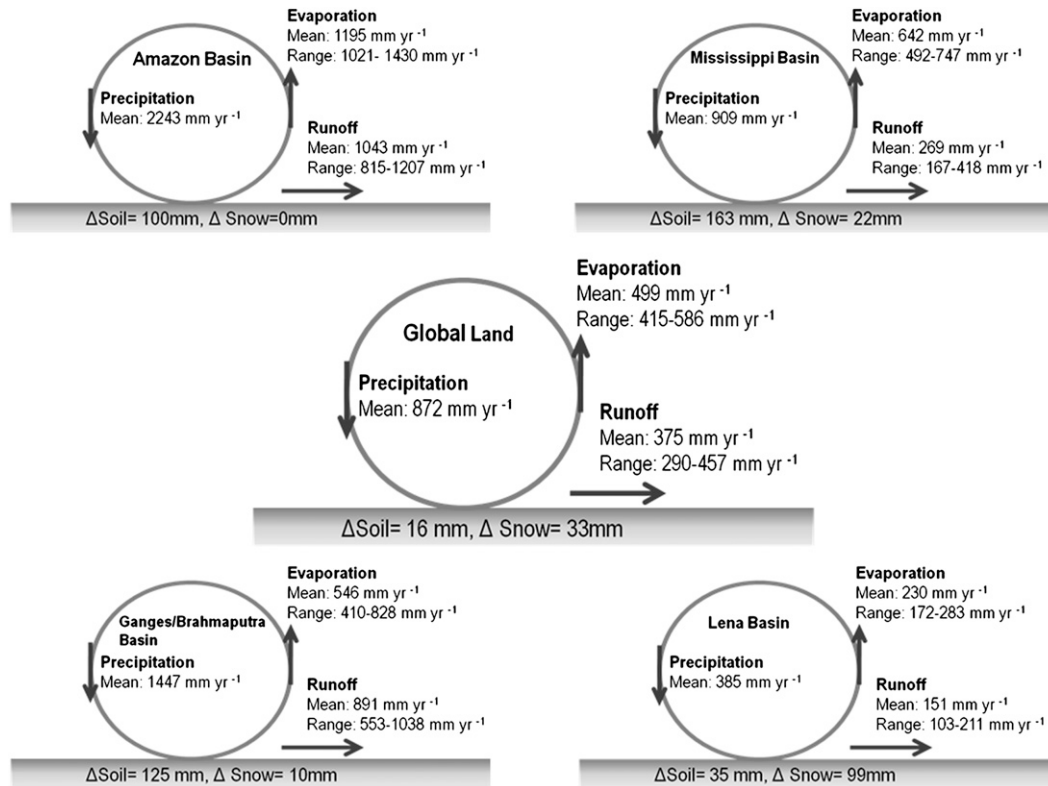 Amazon Basin
Precipitation
Mean: 2243 mm yr -1
Evaporation
Mean: 1195 mm yr -1
Range: 1021- 1430 mm yr -1
Runoff
Mean: 1043 mm yr -1
Range: 815-1207 mm yr -1
ΔSoil= 100mm, Δ Snow=0mm
Mississippi Basin
Precipitation
Mean: 909 mm yr -1
Evaporation
Mean: 642 mm yr -1
Range: 492-747 mm yr -1
Runoff
Mean: 269 mm yr -1
Range: 167-418 mm yr -1
ΔSoil= 163 mm, Δ Snow= 22mm
Global Land
Precipitation
Mean: 872 mm yr -1
Evaporation
Mean: 499 mm yr -1
Range: 415-586 mm yr -1
Runoff
Mean: 375 mm yr -1
Range: 290-457 mm yr -1
ΔSoil= 16 mm, Δ Snow= 33mm
Ganges/Brahmaputra
Basin
Precipitation
Mean: 1447 mm yr -1
Evaporation
Mean: 546 mm yr -1
Range: 410-828 mm yr -1
Runoff
Mean: 891 mm yr -1
Range: 553-1038 mm yr -1
ΔSoil= 125 mm, Δ Snow= 10mm
Lena Basin
Precipitation
Mean: 385 mm yr -1
Evaporation
Mean: 230 mm yr -1
Range: 172-283 mm yr -1
Runoff
Mean: 151 mm yr -1
Range: 103-211 mm yr -1
ΔSoil= 35 mm, Δ Snow= 99mm